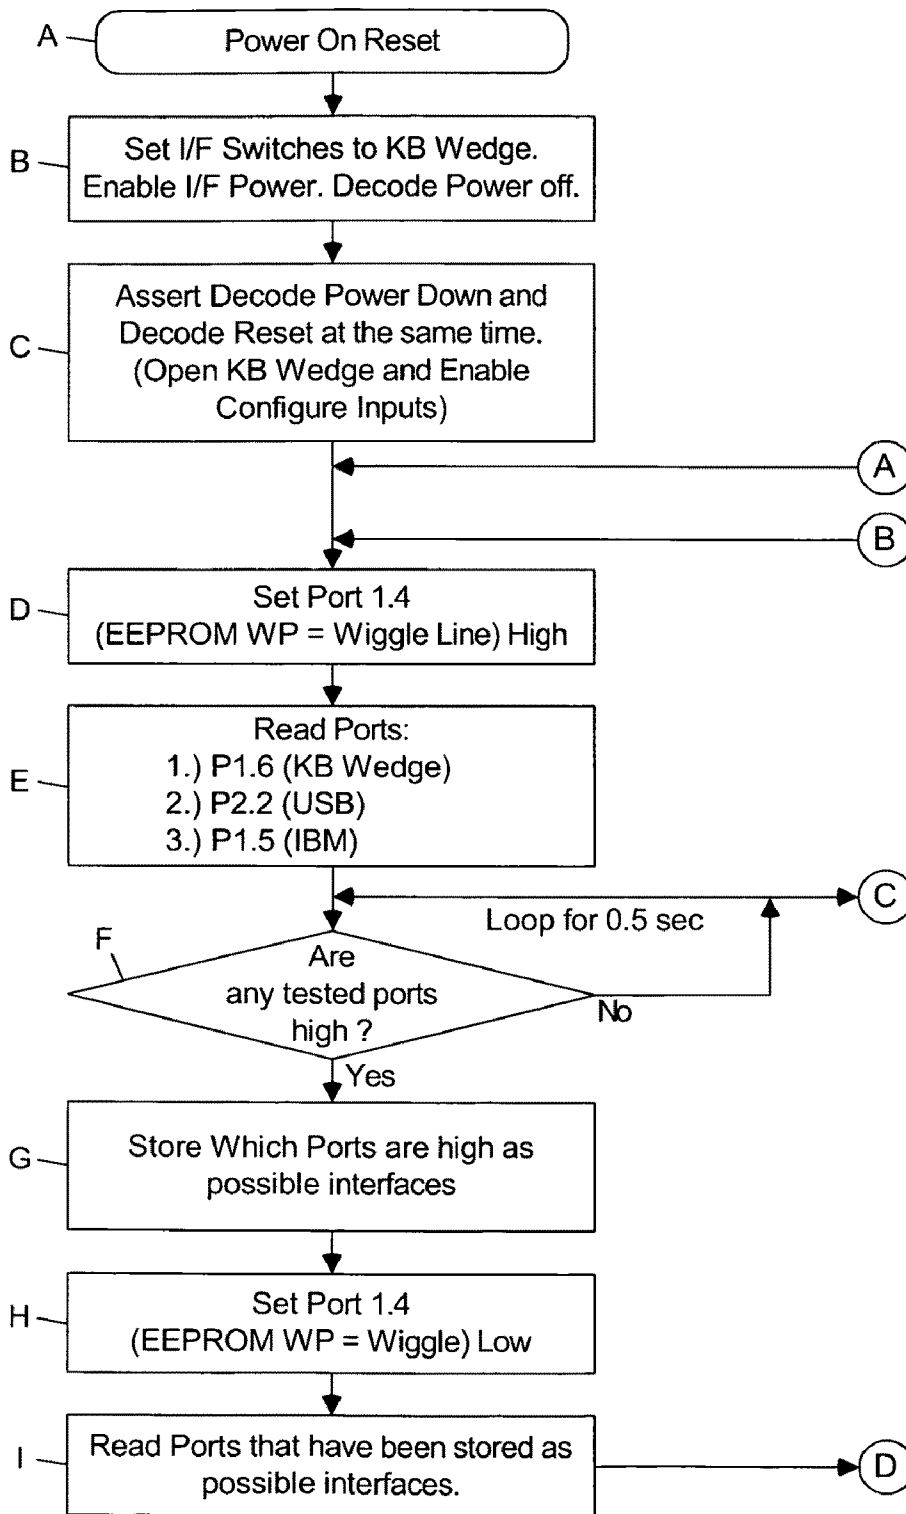 A
Power On Reset
B
Set I/F Switches to KB Wedge.
Enable I/F Power. Decode Power off.
C
Assert Decode Power Down and
Decode Reset at the same time.
(Open KB Wedge and Enable
Configure Inputs)
A
B
D
Set Port 1.4
(EEPROM WP = Wiggle Line) High
E
Read Ports:
1.) P1.6 (KB Wedge)
2.) P2.2 (USB)
3.) P1.5 (IBM)
C
Loop for 0.5 sec
F
Are
any tested ports
high ?
No
Yes
G
Store Which Ports are high as
possible interfaces
H
Set Port 1.4
(EEPROM WP = Wiggle) Low
I
Read Ports that have been stored as
possible interfaces.
D